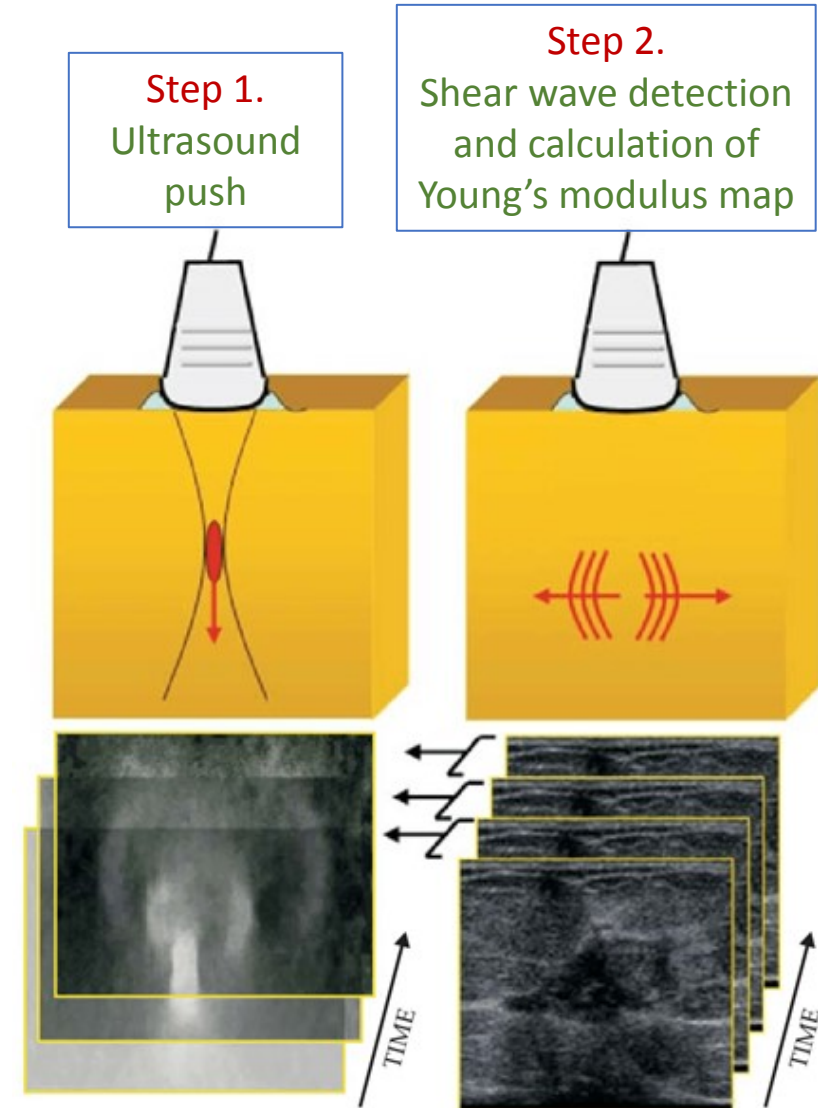 Step 1.
Ultrasound
push
Step 2.
Shear wave detection
and calculation of
Young’s modulus map
TIME
TIME